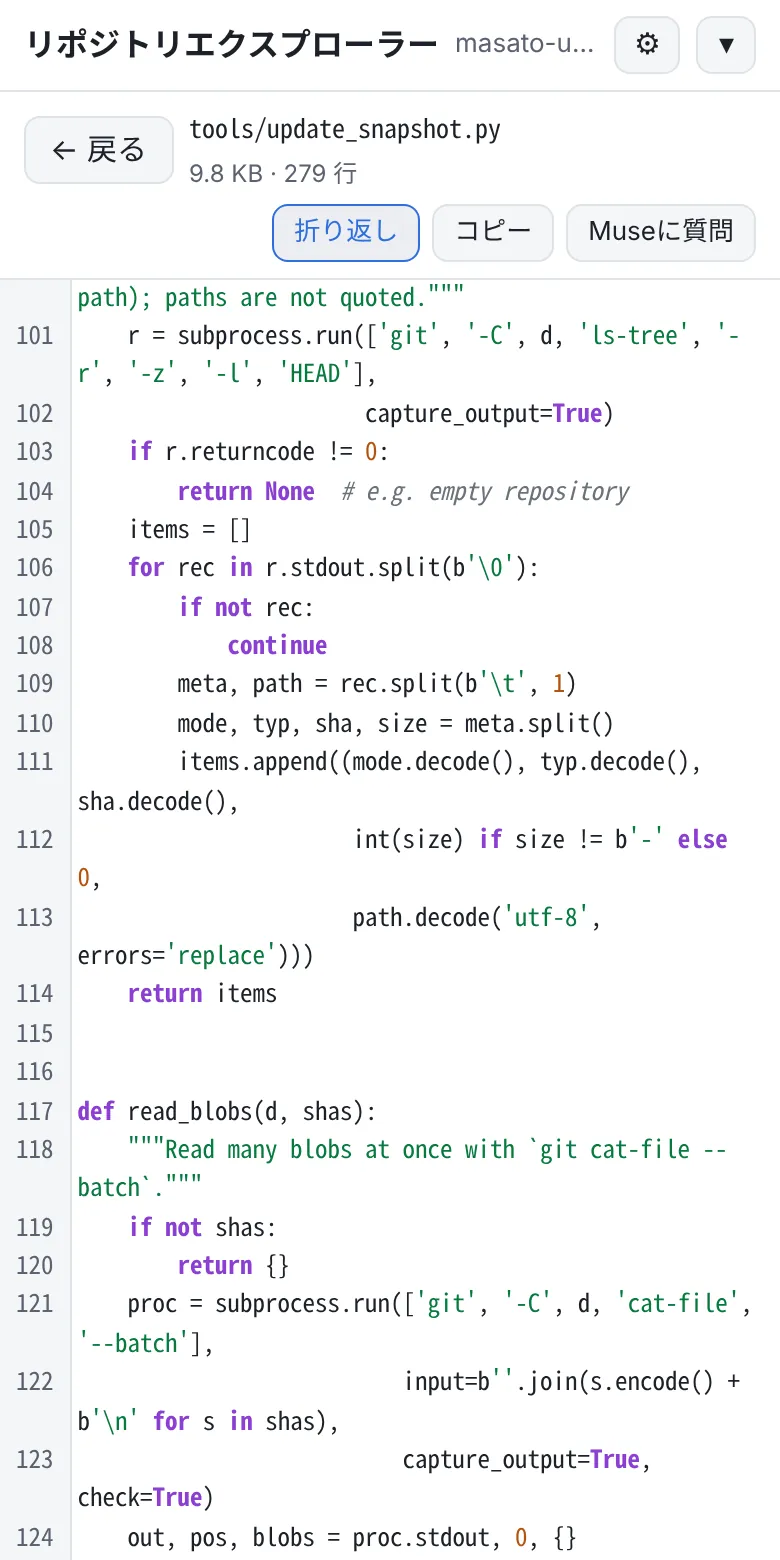 リポジトリエクスプローラー masato-u... ⚙ ▼
← 戻る
tools/update_snapshot.py
9.8 KB · 279 行
折り返し コピー Museに質問
path); paths are not quoted."""
101     r = subprocess.run(['git', '-C', d, 'ls-tree', '-
r', '-z', '-l', 'HEAD'],
102                        capture_output=True)
103     if r.returncode != 0:
104         return None  # e.g. empty repository
105     items = []
106     for rec in r.stdout.split(b'\0'):
107         if not rec:
108             continue
109         meta, path = rec.split(b'\t', 1)
110         mode, typ, sha, size = meta.split()
111         items.append((mode.decode(), typ.decode(),
sha.decode(),
112                       int(size) if size != b'-' else
0,
113                       path.decode('utf-8',
errors='replace')))
114     return items
115
116
117 def read_blobs(d, shas):
118     """Read many blobs at once with `git cat-file --
batch`."""
119     if not shas:
120         return {}
121     proc = subprocess.run(['git', '-C', d, 'cat-file',
'--batch'],
122                           input=b''.join(s.encode() +
b'\n' for s in shas),
123                           capture_output=True,
check=True)
124     out, pos, blobs = proc.stdout, 0, {}